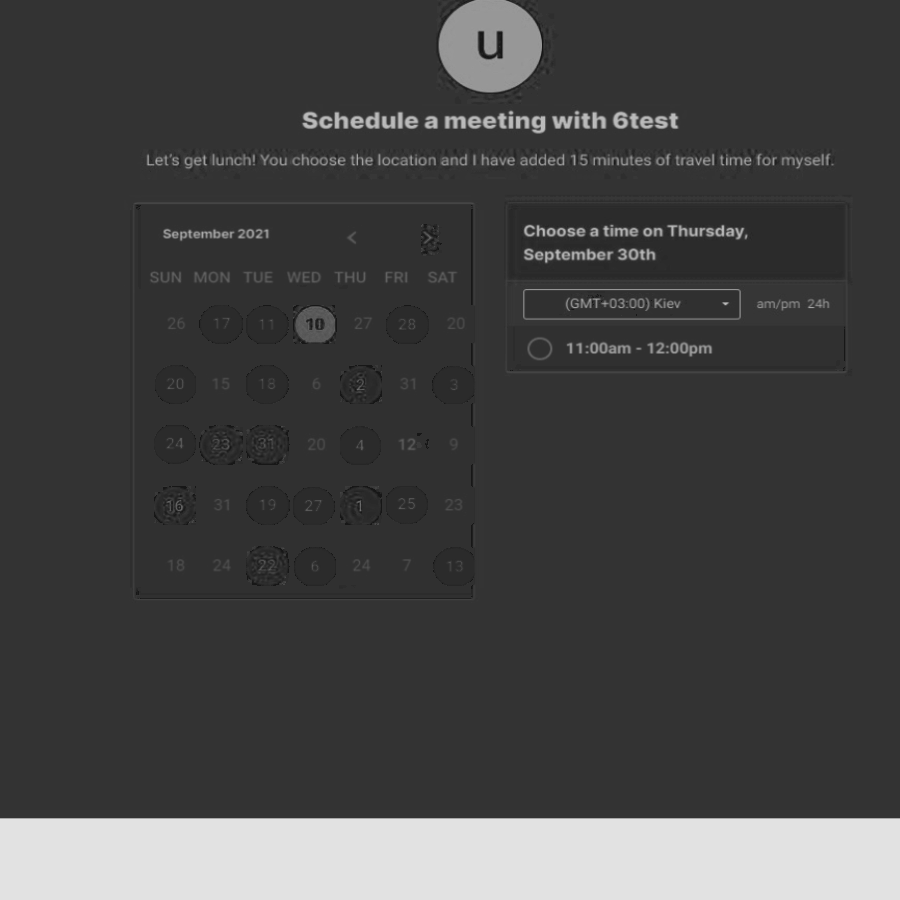 u
Schedule a meeting with 6test
Let's get lunch! You choose the location and I have added 15 minutes of travel time for myself.
September 2021 < >
SUN MON TUE WED THU FRI SAT
26 17 11 10 27 28 20
20 15 18 6 2 31 3
24 23 31 20 4 12 9
16 31 19 27 1 25 23
18 24 22 6 24 7 13
Choose a time on Thursday,
September 30th
(GMT+03:00) Kiev am/pm 24h
11:00am - 12:00pm